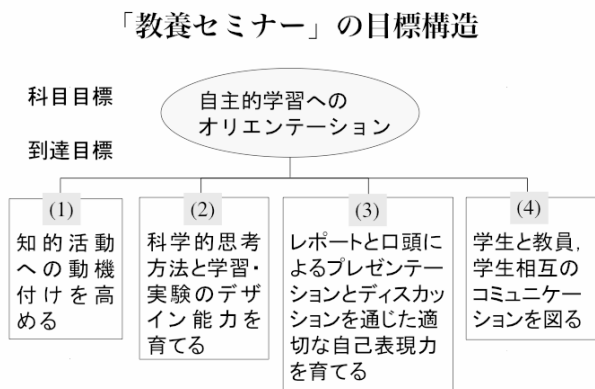 「教養セミナー」の目標構造
科目目標
自主的学習への
オリエンテーション
到達目標
(1)
知的活動
への動機
付けを高
める
(2)
科学的思考
方法と学習・
実験のデザ
イン能力を
育てる
(3)
レポートと口頭に
よるプレゼンテー
ションとディスカッ
ションを通じた適
切な自己表現力
を育てる
(4)
学生と教員,
学生相互の
コミュニケー
ションを図る